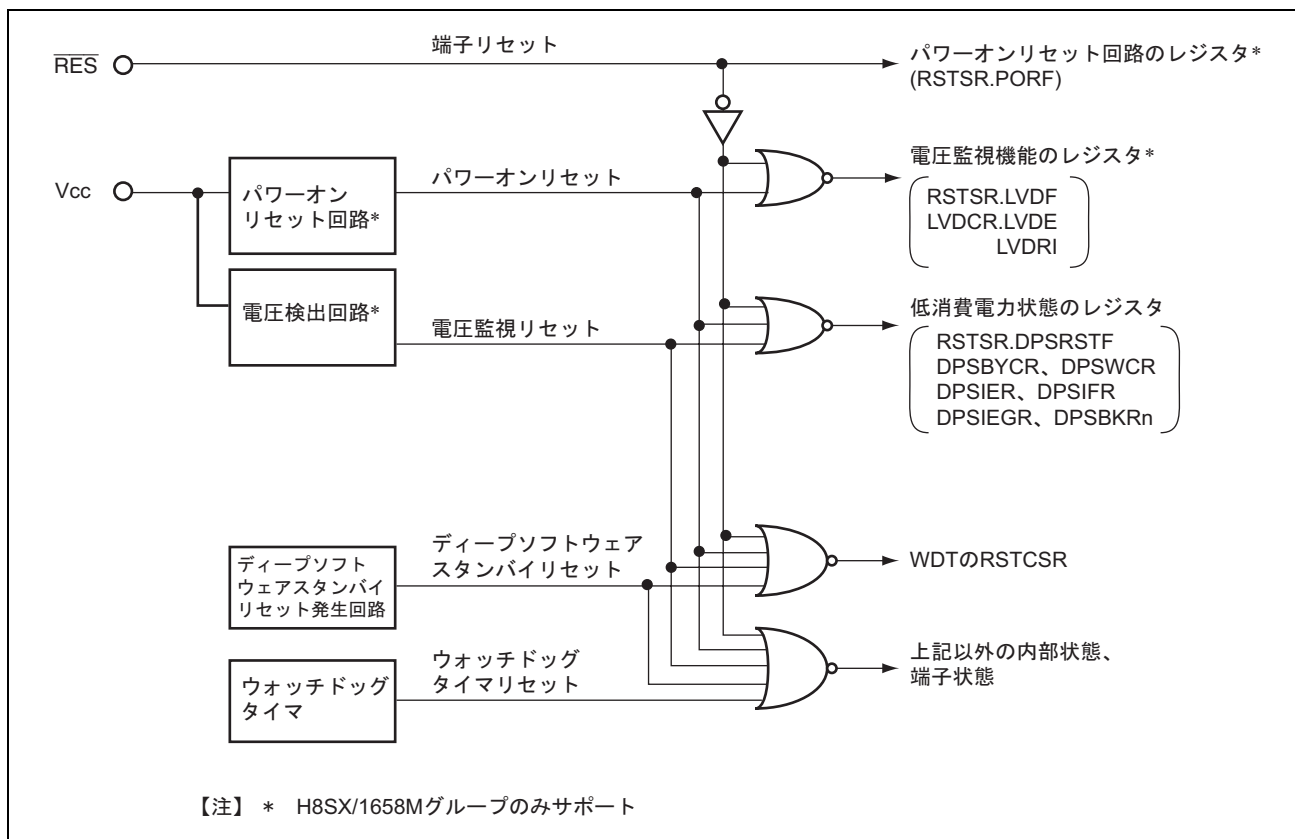 端子リセット
RES
パワーオンリセット回路のレジスタ*
(RSTSR.PORF)
Vcc
パワーオン
リセット回路*
パワーオンリセット
電圧監視機能のレジスタ*
RSTSR.LVDF
LVDCR.LVDE
LVDRI
電圧検出回路*
電圧監視リセット
低消費電力状態のレジスタ
RSTSR.DPSRSTF
DPSBYCR、DPSWCR
DPSIER、DPSIFR
DPSIEGR、DPSBKRn
ディープソフト
ウェアスタンバイ
リセット発生回路
ディープソフトウェア
スタンバイリセット
WDTのRSTCSR
ウォッチドッグ
タイマ
ウォッチドッグ
タイマリセット
上記以外の内部状態、
端子状態
【注】 * H8SX/1658Mグループのみサポート